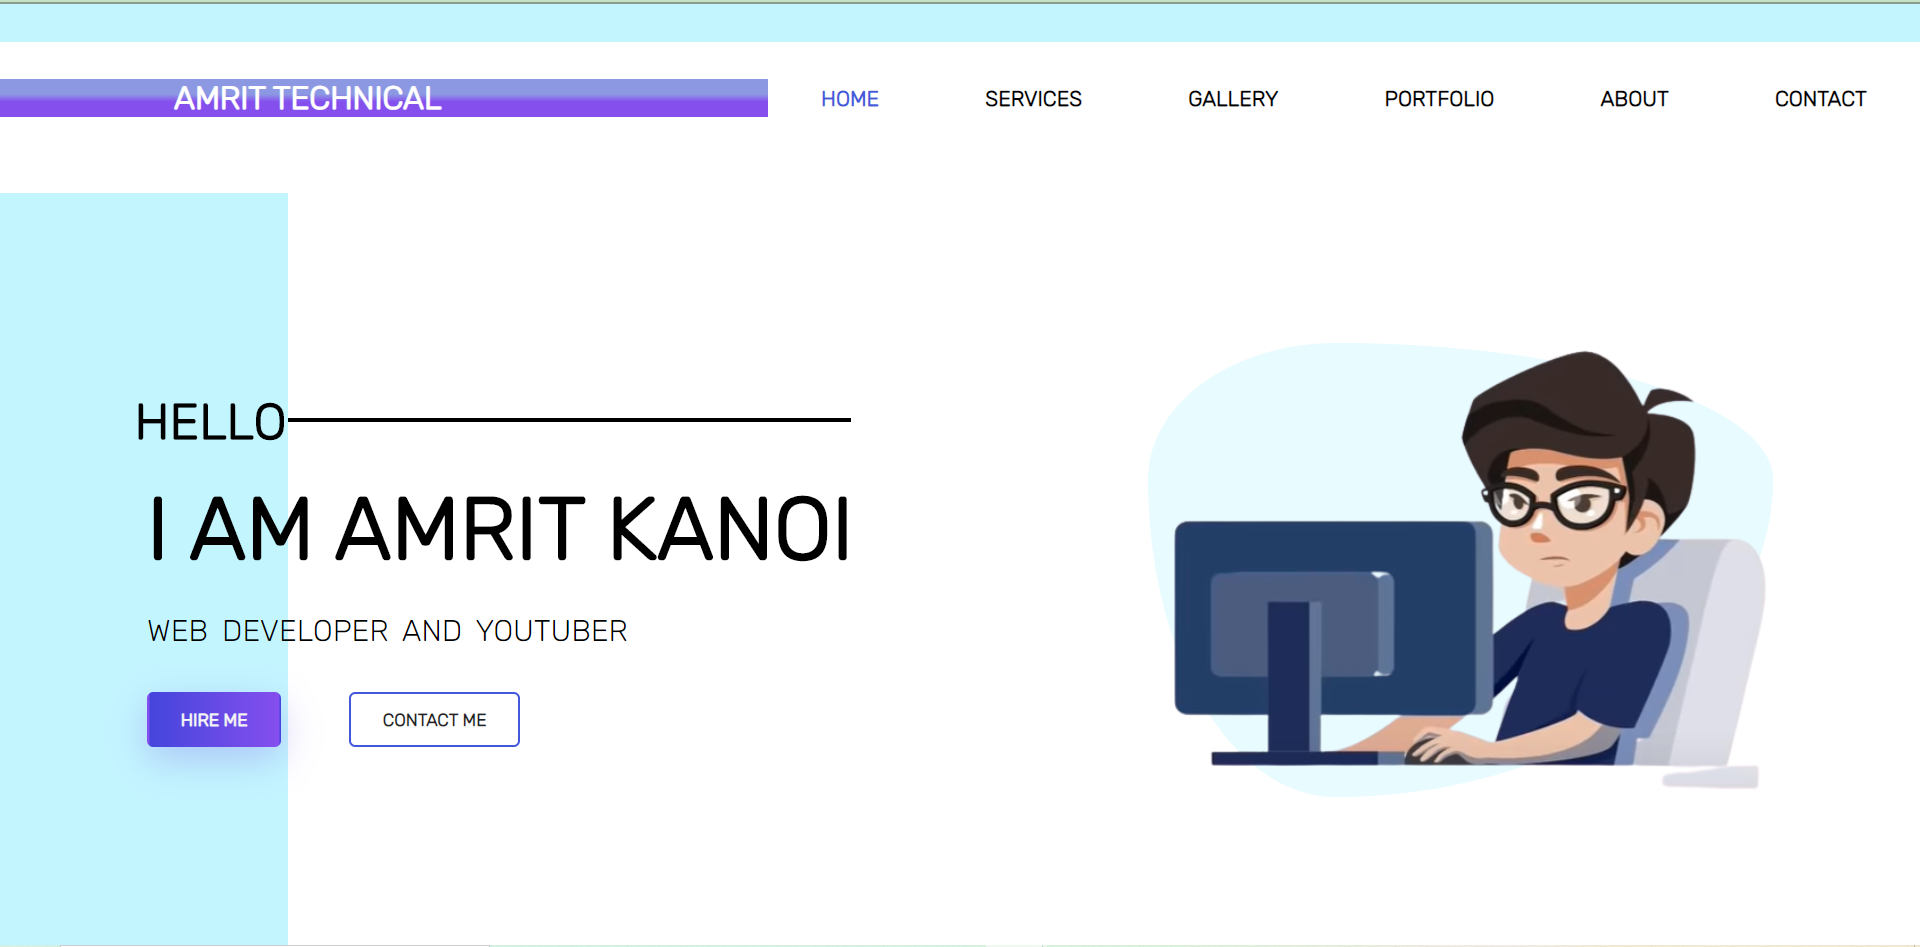 AMRIT TECHNICAL
HOME SERVICES GALLERY PORTFOLIO ABOUT CONTACT
HELLO
I AM AMRIT KANOI
WEB DEVELOPER AND YOUTUBER
HIRE ME CONTACT ME